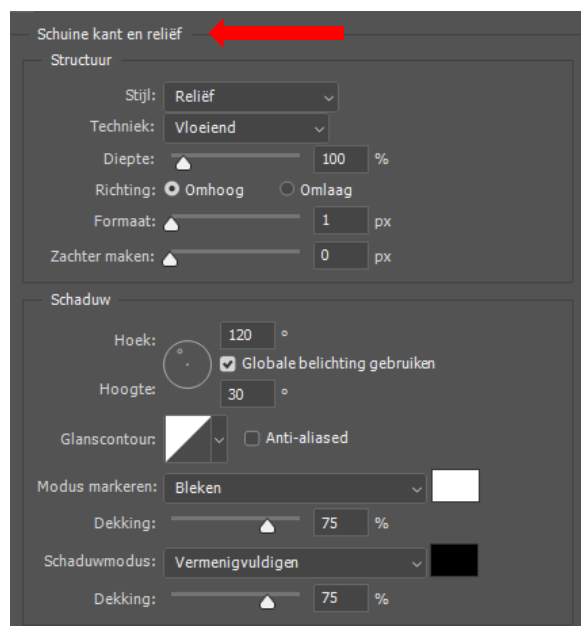 Schuine kant en reliëf
Structuur
Stijl: Reliëf
Techniek: Vloeiend
Diepte: 100 %
Richting: Omhoog Omlaag
Formaat: 1 px
Zachter maken: 0 px
Schaduw
Hoek: 120 °
Globale belichting gebruiken
Hoogte: 30 °
Glanscontour: Anti-aliased
Modus markeren: Bleken
Dekking: 75 %
Schaduwmodus: Vermenigvuldigen
Dekking: 75 %